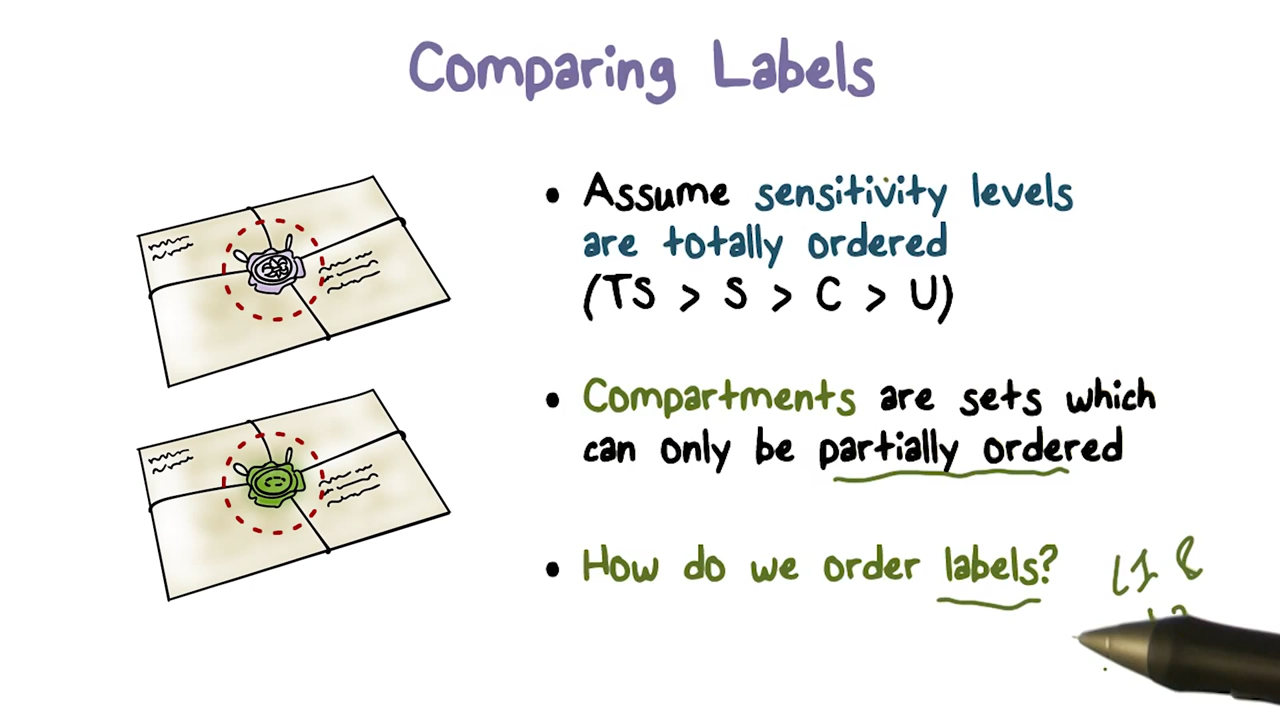 Comparing Labels
• Assume sensitivity levels
are totally ordered
(TS > S > C > U)
• Compartments are sets which
can only be partially ordered
• How do we order labels?
L1 &